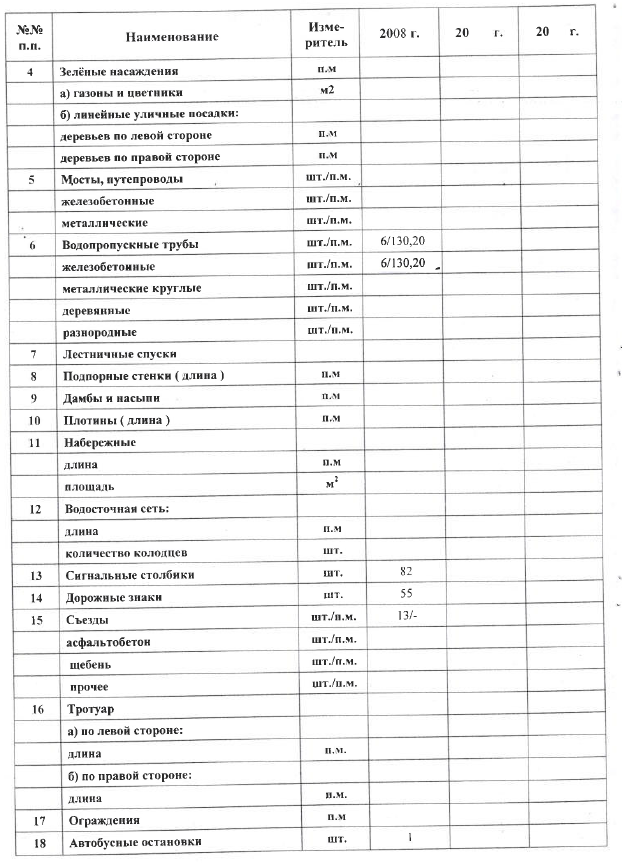 №№ п.п. Наименование Изме-ритель 2008 г. 20 г. 20 г.
4 Зелёные насаждения п.м
а) газоны и цветники м2
б) линейные уличные посадки:
деревьев по левой стороне п.м
деревьев по правой стороне п.м
5 Мосты, путепроводы шт./п.м.
железобетонные шт./п.м.
металлические шт./п.м.
6 Водопропускные трубы шт./п.м. 6/130,20
железобетонные шт./п.м. 6/130,20
металлические круглые шт./п.м.
деревянные шт./п.м.
разнородные шт./п.м.
7 Лестничные спуски
8 Подпорные стенки ( длина ) п.м
9 Дамбы и насыпи п.м
10 Плотины ( длина ) п.м
11 Набережные
длина п.м
площадь м²
12 Водосточная сеть:
длина п.м
количество колодцев шт.
13 Сигнальные столбики шт. 82
14 Дорожные знаки шт. 55
15 Съезды шт./п.м. 13/-
асфальтобетон шт./п.м.
щебень шт./п.м.
прочее шт./п.м.
16 Тротуар
а) по левой стороне:
длина п.м.
б) по правой стороне:
длина п.м.
17 Ограждения п.м
18 Автобусные остановки шт. 1